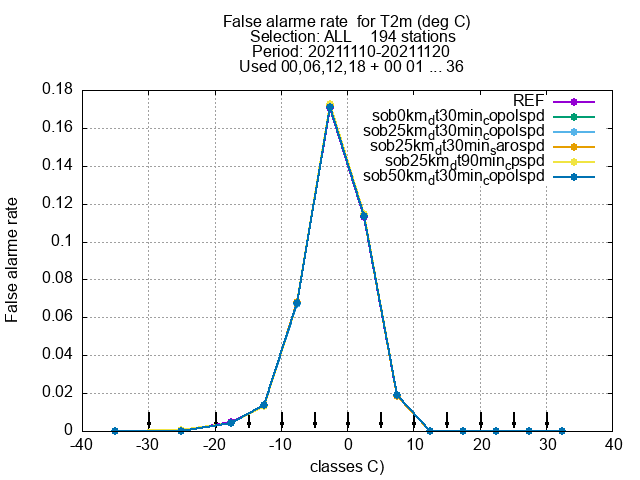 False alarme rate  for T2m (deg C)
Selection: ALL    194 stations
Period: 20211110-20211120
Used 00,06,12,18 + 00 01 ... 36
0.18
0.16
0.14
0.12
0.1
0.08
0.06
0.04
0.02
0
False alarme rate
REF
sob0km_dt30min_copolspd
sob25km_dt30min_copolspd
sob25km_dt30min_sarospd
sob25km_dt90min_cpspd
sob50km_dt30min_copolspd
-40 -30 -20 -10 0 10 20 30 40
classes C)